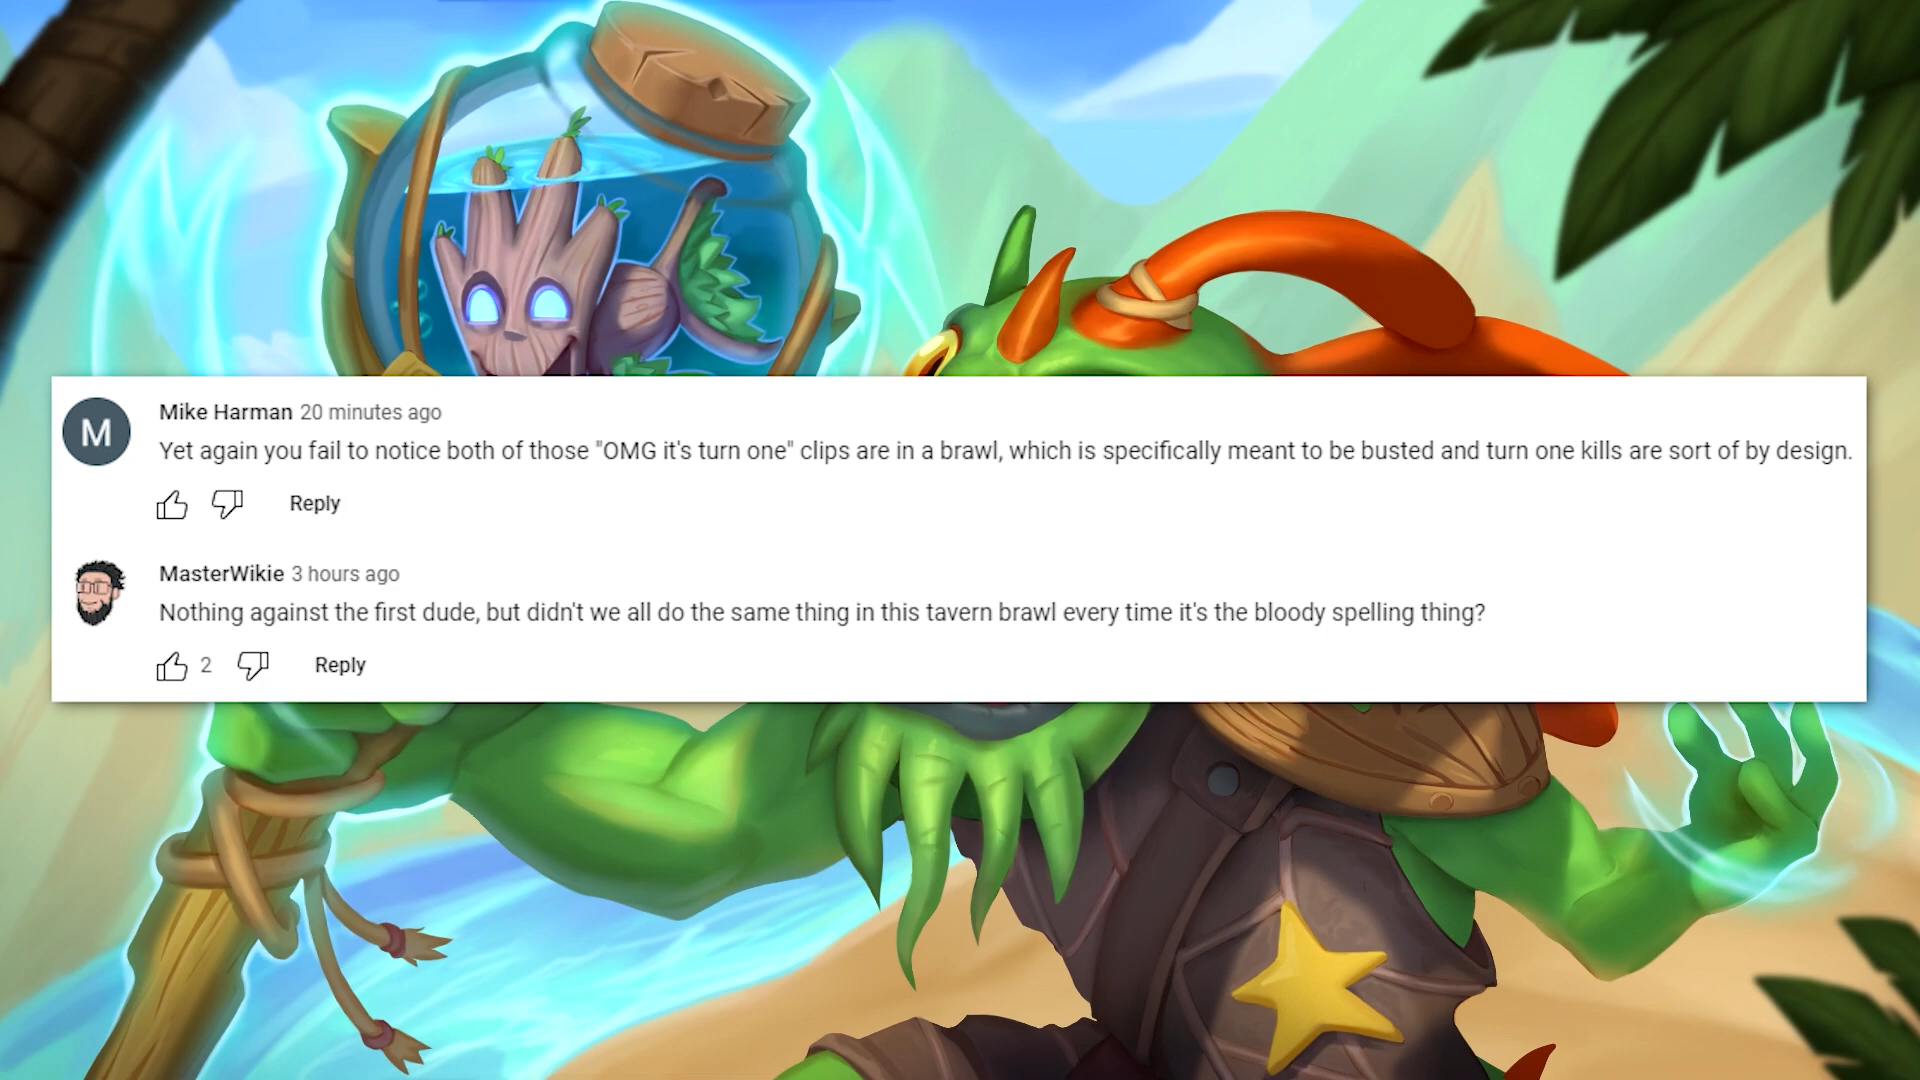 M
Mike Harman 20 minutes ago
Yet again you fail to notice both of those "OMG it's turn one" clips are in a brawl, which is specifically meant to be busted and turn one kills are sort of by design.
Reply
MasterWikie 3 hours ago
Nothing against the first dude, but didn't we all do the same thing in this tavern brawl every time it's the bloody spelling thing?
2 Reply